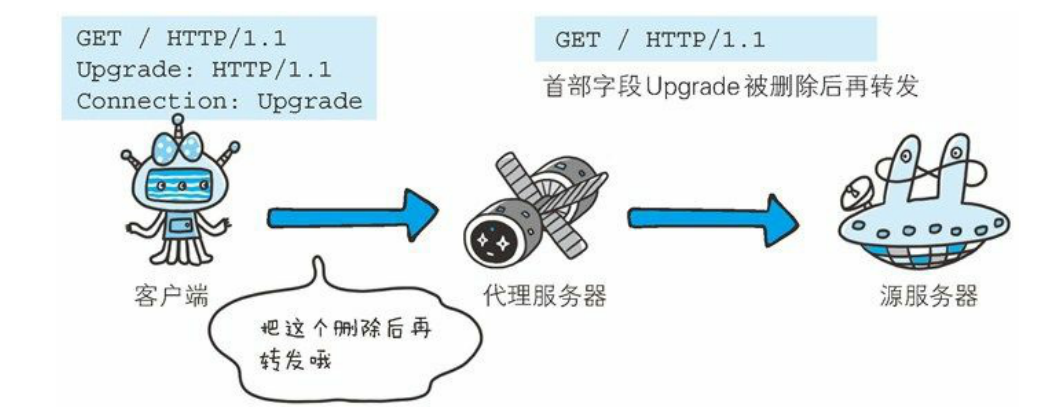 GET / HTTP/1.1
Upgrade: HTTP/1.1
Connection: Upgrade
GET / HTTP/1.1
首部字段Upgrade被删除后再转发
客户端
代理服务器
源服务器
把这个删除后再
转发哦